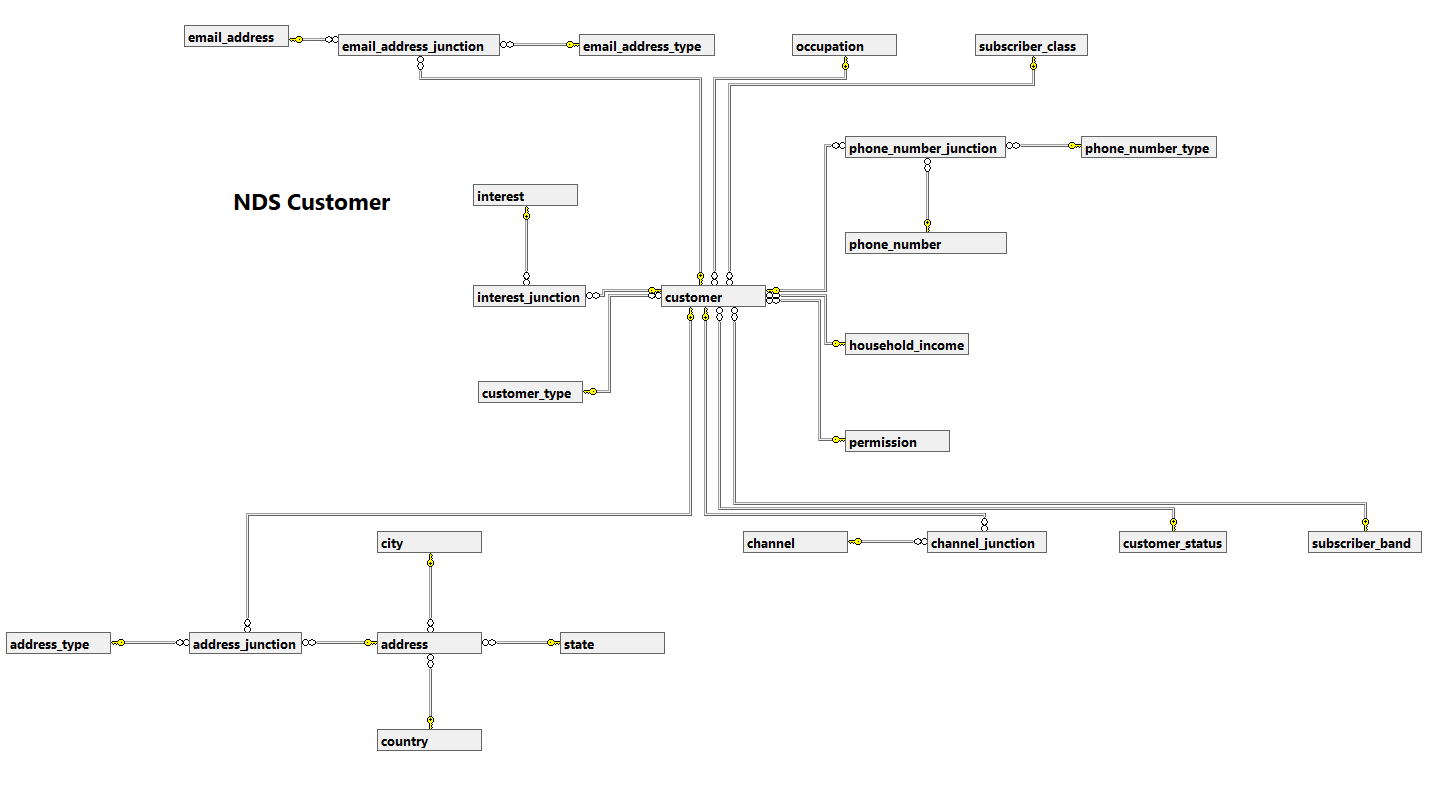 email_address
email_address_junction
email_address_type
occupation
subscriber_class
phone_number_junction
phone_number_type
NDS Customer
interest
phone_number
interest_junction
customer
household_income
customer_type
permission
city
channel
channel_junction
customer_status
subscriber_band
address_type
address_junction
address
state
country